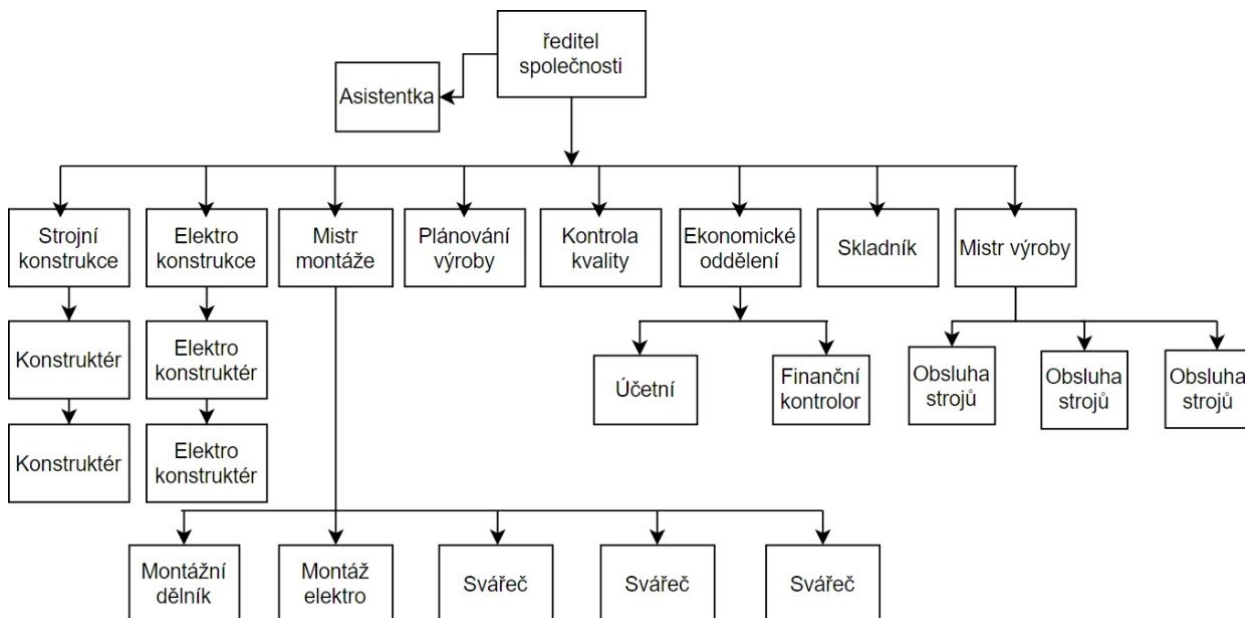 ředitel
společnosti
Asistentka
Strojní
konstrukce
Elektro
konstrukce
Mistr
montáže
Plánování
výroby
Kontrola
kvality
Ekonomické
oddělení
Skladník
Mistr výroby
Konstruktér
Elektro
konstruktér
Účetní
Finanční
kontrolor
Obsluha
strojů
Obsluha
strojů
Obsluha
strojů
Konstruktér
Elektro
konstruktér
Montážní
dělník
Montáž
elektro
Svářeč
Svářeč
Svářeč